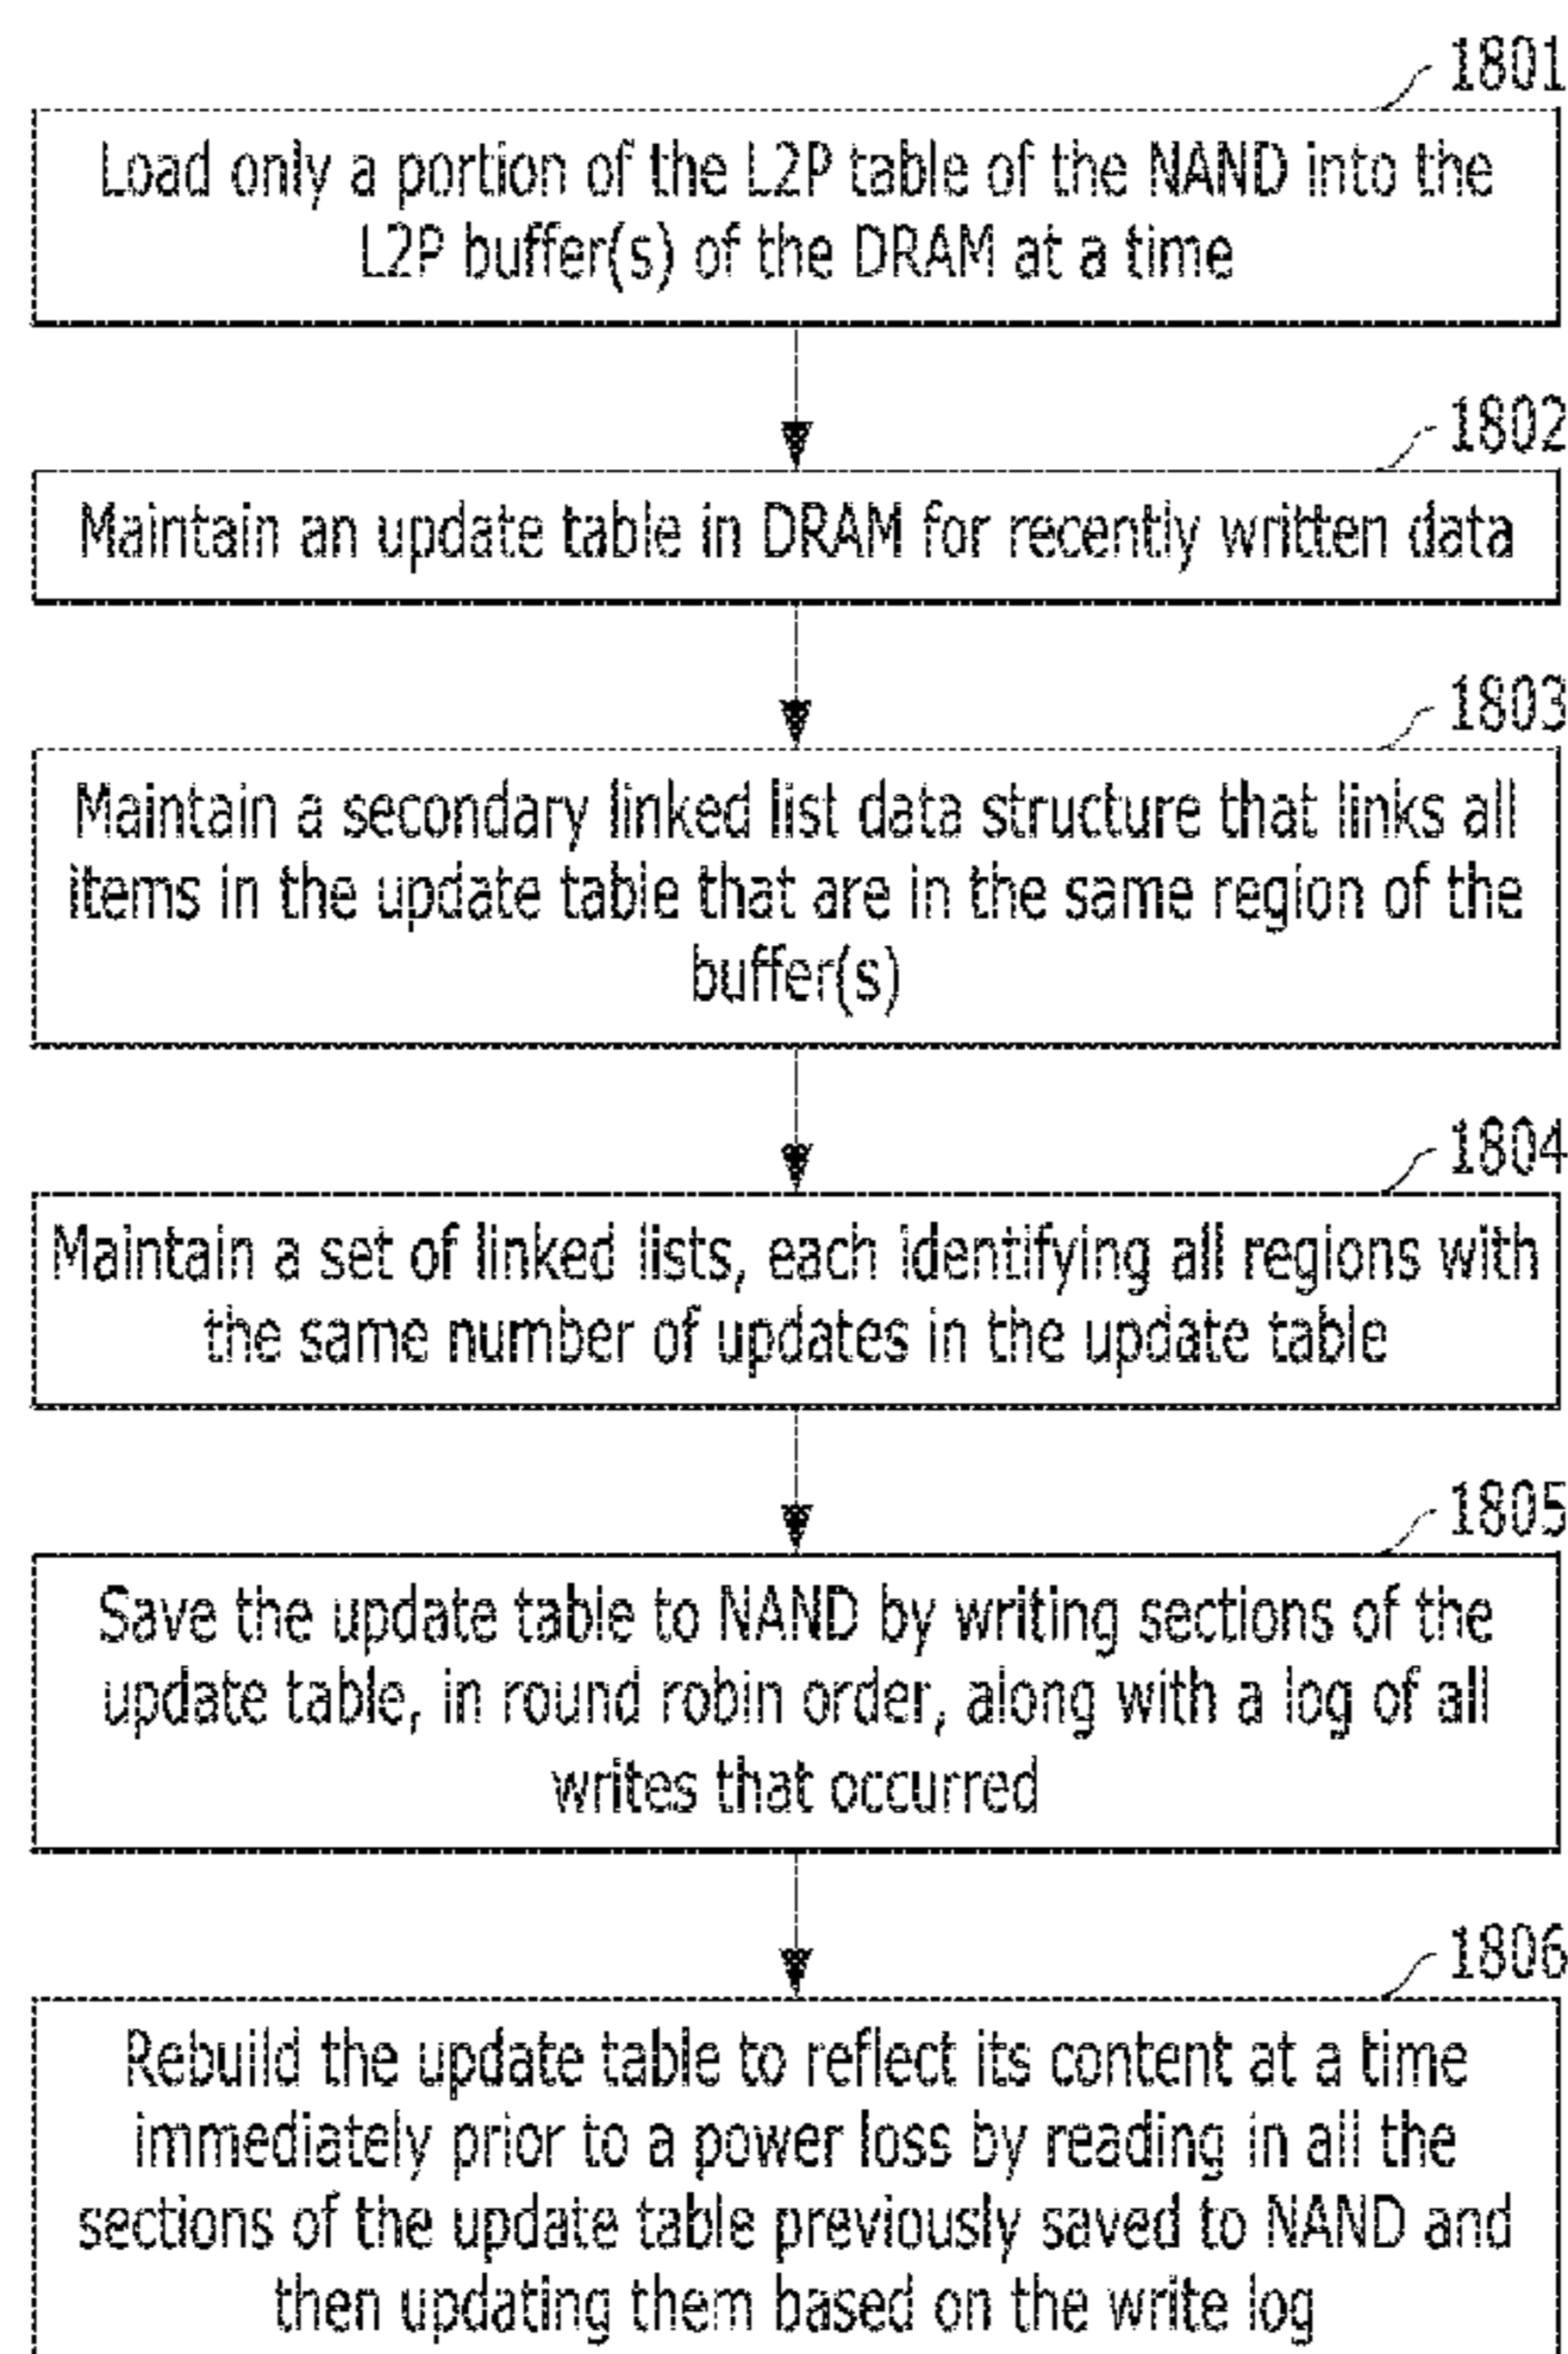 1801
Load only a portion of the L2P table of the NAND into the
L2P buffer(s) of the DRAM at a time
1802
Maintain an update table in DRAM for recently written data
1803
Maintain a secondary linked list data structure that links all
items in the update table that are in the same region of the
buffer(s)
1804
Maintain a set of linked lists, each identifying all regions with
the same number of updates in the update table
1805
Save the update table to NAND by writing sections of the
update table, in round robin order, along with a log of all
writes that occurred
1806
Rebuild the update table to reflect its content at a time
immediately prior to a power loss by reading in all the
sections of the update table previously saved to NAND and
then updating them based on the write log